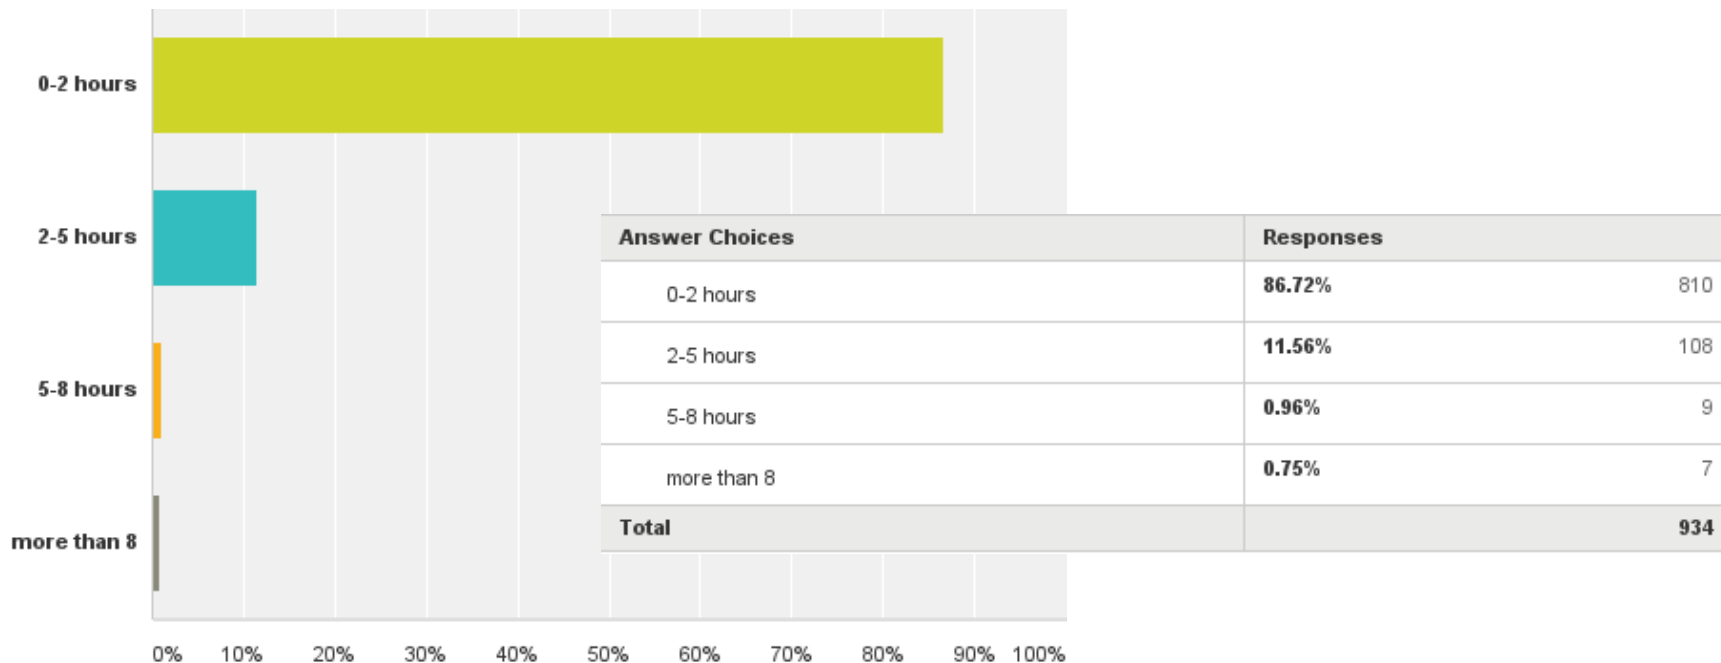 0-2 hours
2-5 hours
5-8 hours
more than 8
0% 10% 20% 30% 40% 50% 60% 70% 80% 90% 100%
Answer Choices Responses
0-2 hours 86.72% 810
2-5 hours 11.56% 108
5-8 hours 0.96% 9
more than 8 0.75% 7
Total 934